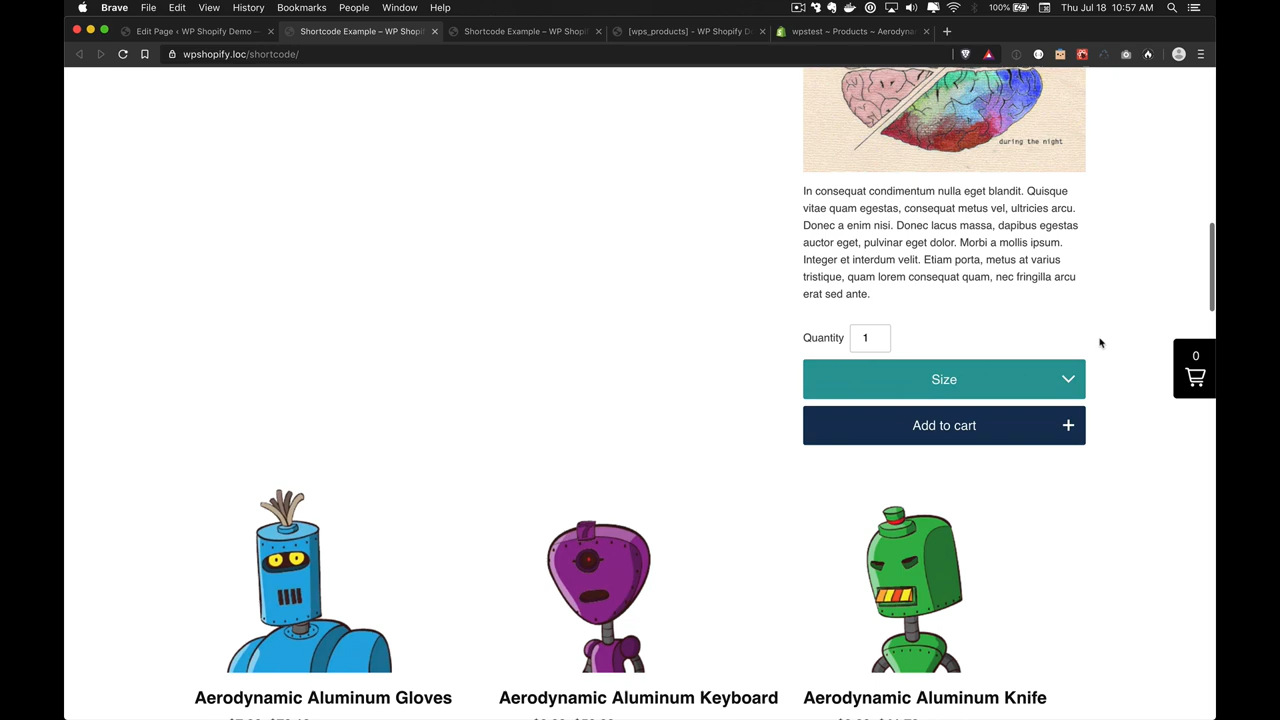 Brave File Edit View History Bookmarks People Window Help 100% Thu Jul 18 10:57 AM
Edit Page ‹ WP Shopify Demo — Shortcode Example – WP Shopif Shortcode Example – WP Shopif [wps_products] – WP Shopify D wpstest ~ Products ~ Aerodyna
wpshopify.loc/shortcode/
during the night
In consequat condimentum nulla eget blandit. Quisque
vitae quam egestas, consequat metus vel, ultricies arcu.
Donec a enim nisi. Donec lacus massa, dapibus egestas
auctor eget, pulvinar eget dolor. Morbi a mollis ipsum.
Integer et interdum velit. Etiam porta, metus at varius
tristique, quam lorem consequat quam, nec fringilla arcu
erat sed ante.
Quantity 1
0
Size
Add to cart
Aerodynamic Aluminum Gloves Aerodynamic Aluminum Keyboard Aerodynamic Aluminum Knife